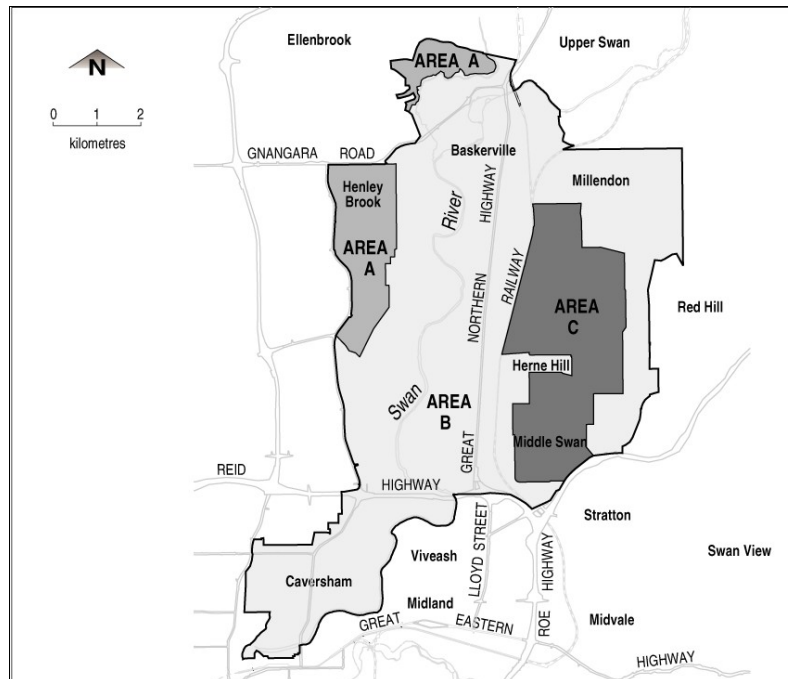 Ellenbrook
Upper Swan
AREA A
N
0 1 2
kilometres
GNANGARA ROAD
Baskerville
Millendon
Henley
Brook
AREA
A
River
HIGHWAY
NORTHERN
RAILWAY
AREA
C
Red Hill
Herne Hill
Swan
AREA
B
GREAT
Middle Swan
REID
HIGHWAY
Stratton
LLOYD STREET
HIGHWAY
ROE
Viveash
Swan View
Caversham
Midland
Midvale
GREAT
EASTERN
HIGHWAY